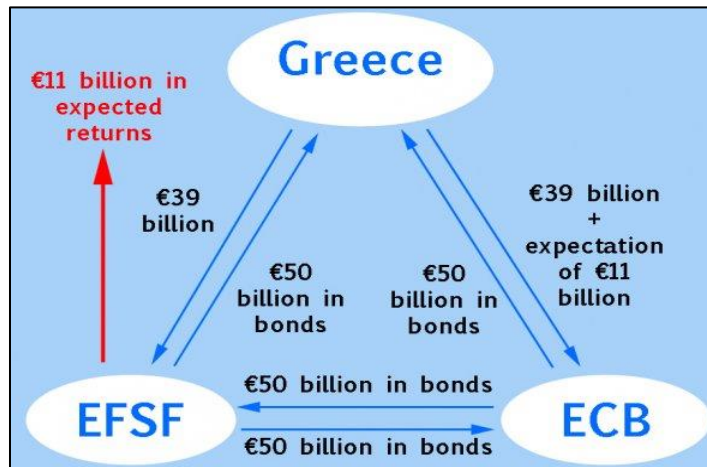 Greece
€11 billion in
expected
returns
€39
billion
€39 billion
+
expectation
of €11
billion
€50
billion in
bonds
€50
billion in
bonds
€50 billion in bonds
EFSF
ECB
€50 billion in bonds